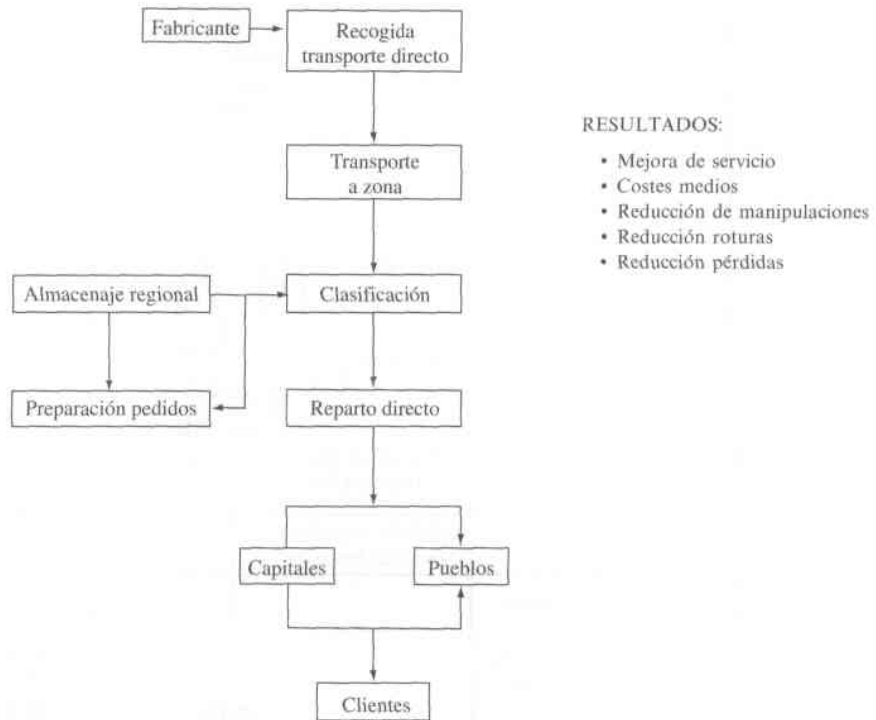 Fabricante
Recogida
transporte directo
Transporte
a zona
Almacenaje regional
Clasificación
Preparación pedidos
Reparto directo
Capitales
Pueblos
Clientes
RESULTADOS:
• Mejora de servicio
• Costes medios
• Reducción de manipulaciones
• Reducción roturas
• Reducción pérdidas